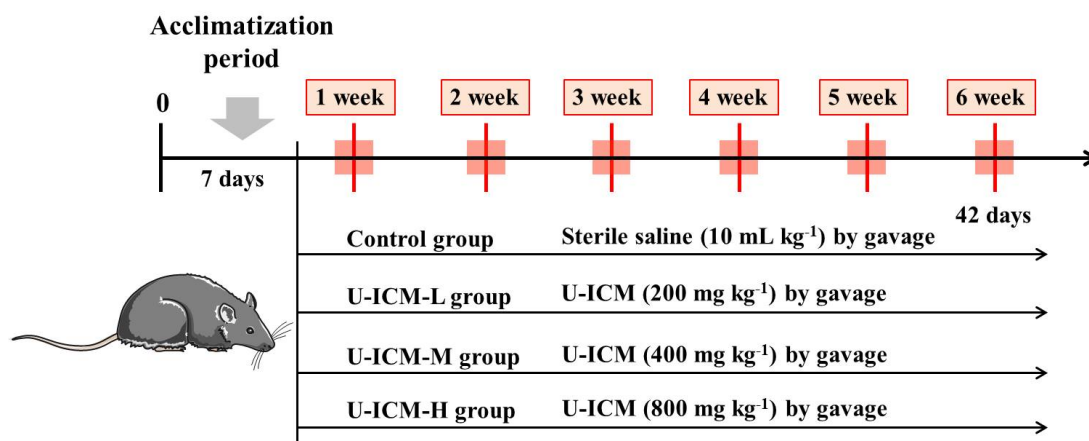 Acclimatization
period
0
1 week
2 week
3 week
4 week
5 week
6 week
7 days
42 days
Control group
Sterile saline (10 mL kg⁻¹) by gavage
U-ICM-L group
U-ICM (200 mg kg⁻¹) by gavage
U-ICM-M group
U-ICM (400 mg kg⁻¹) by gavage
U-ICM-H group
U-ICM (800 mg kg⁻¹) by gavage